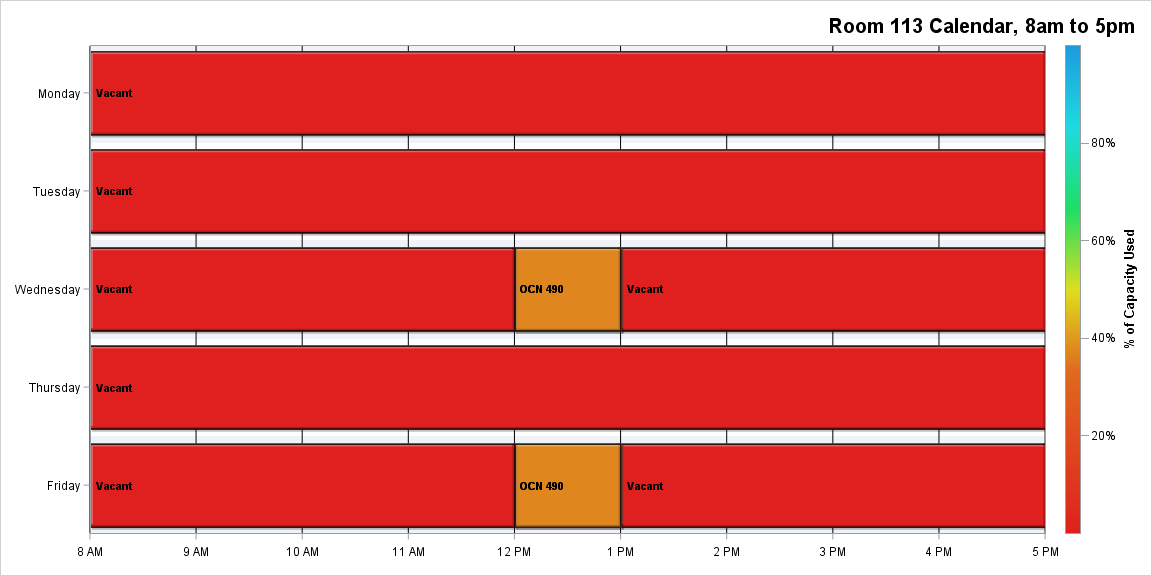 Room 113 Calendar, 8am to 5pm
Monday
Vacant
Tuesday
Vacant
Wednesday
Vacant
OCN 490
Vacant
Thursday
Vacant
Friday
Vacant
OCN 490
Vacant
8 AM
9 AM
10 AM
11 AM
12 PM
1 PM
2 PM
3 PM
4 PM
5 PM
80%
60%
40%
20%
% of Capacity Used